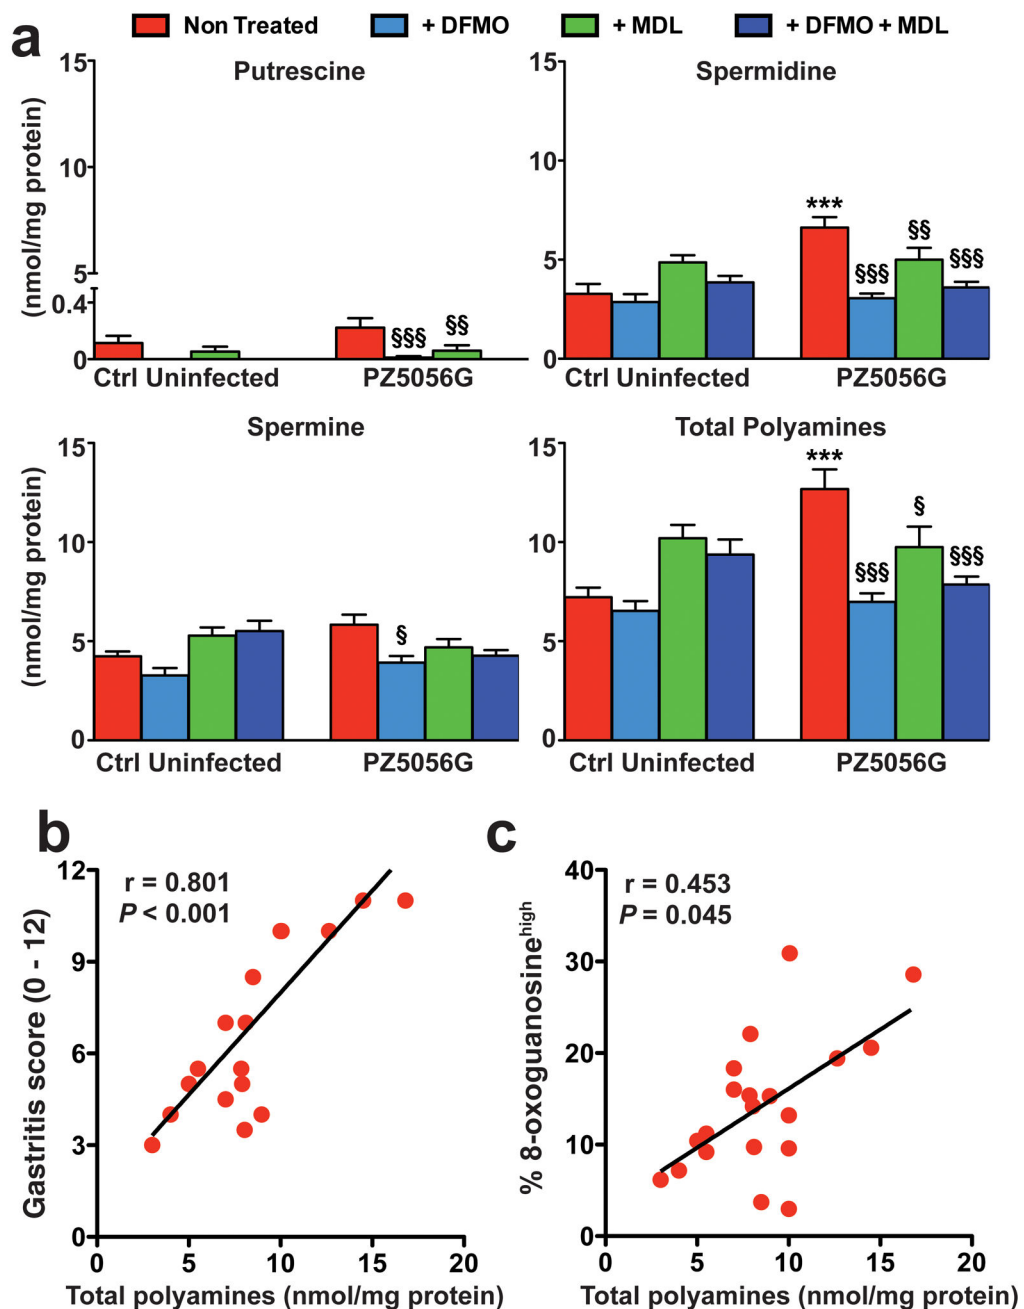 a
Non Treated + DFMO + MDL + DFMO + MDL
Putrescine
(nmol/mg protein)
15
10
5
0.4
0
§§§ §§
Ctrl Uninfected PZ5056G
Spermidine
15
10
5
0
*** §§§ §§ §§§
Ctrl Uninfected PZ5056G
Spermine
(nmol/mg protein)
15
10
5
0
§
Ctrl Uninfected PZ5056G
Total Polyamines
15
10
5
0
*** §§§ § §§§
Ctrl Uninfected PZ5056G
b
r = 0.801
P < 0.001
Gastritis score (0 - 12)
12
9
6
3
0
0 5 10 15 20
Total polyamines (nmol/mg protein)
c
r = 0.453
P = 0.045
% 8-oxoguanosinehigh
40
30
20
10
0
0 5 10 15 20
Total polyamines (nmol/mg protein)